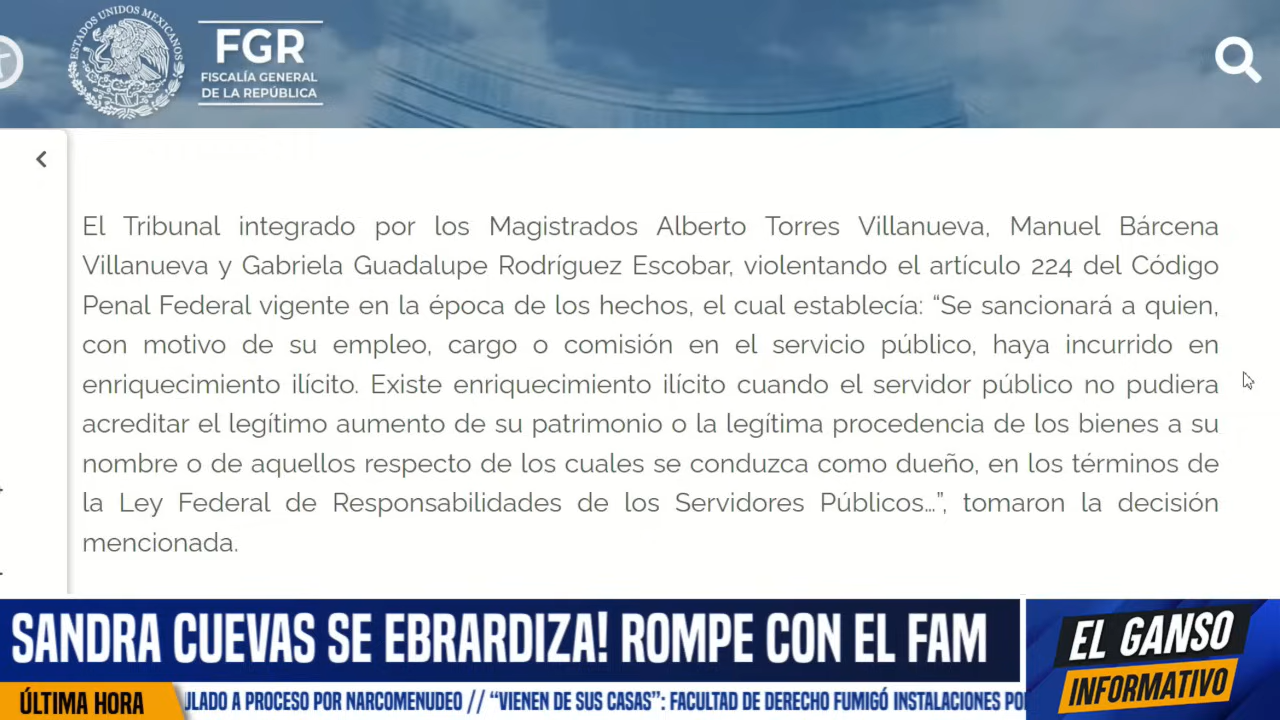 ESTADOS UNIDOS MEXICANOS
FGR
FISCALÍA GENERAL
DE LA REPÚBLICA
El Tribunal integrado por los Magistrados Alberto Torres Villanueva, Manuel Bárcena
Villanueva y Gabriela Guadalupe Rodríguez Escobar, violentando el artículo 224 del Código
Penal Federal vigente en la época de los hechos, el cual establecía: “Se sancionará a quien,
con motivo de su empleo, cargo o comisión en el servicio público, haya incurrido en
enriquecimiento ilícito. Existe enriquecimiento ilícito cuando el servidor público no pudiera
acreditar el legítimo aumento de su patrimonio o la legítima procedencia de los bienes a su
nombre o de aquellos respecto de los cuales se conduzca como dueño, en los términos de
la Ley Federal de Responsabilidades de los Servidores Públicos…”, tomaron la decisión
mencionada.
SANDRA CUEVAS SE EBRARDIZA! ROMPE CON EL FAM
EL GANSO
INFORMATIVO
ÚLTIMA HORA
ULADO A PROCESO POR NARCOMENUDEO // “VIENEN DE SUS CASAS”: FACULTAD DE DERECHO FUMIGÓ INSTALACIONES PO